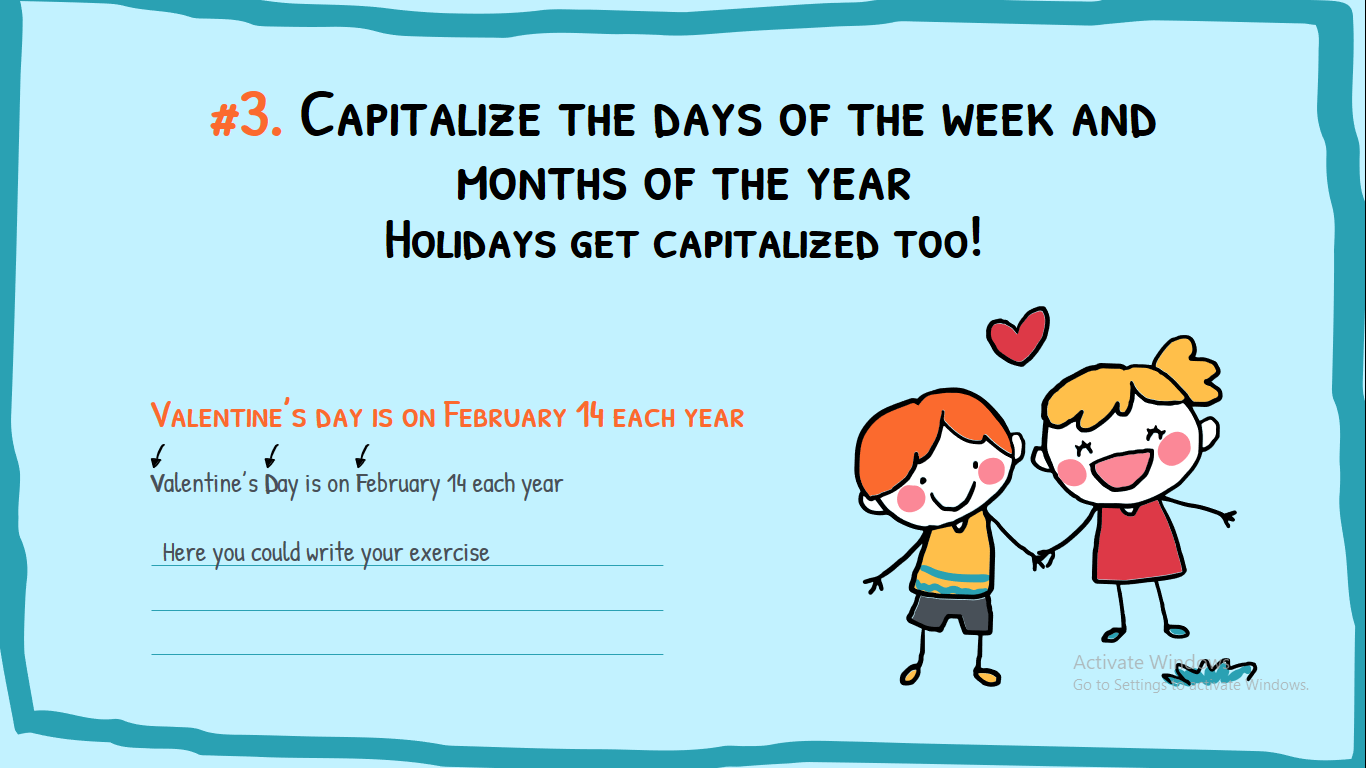 #3. Capitalize the days of the week and
months of the year
Holidays get capitalized too!
Valentine's day is on February 14 each year
Valentine's Day is on February 14 each year
Here you could write your exercise
Activate Windows
Go to Settings to activate Windows.